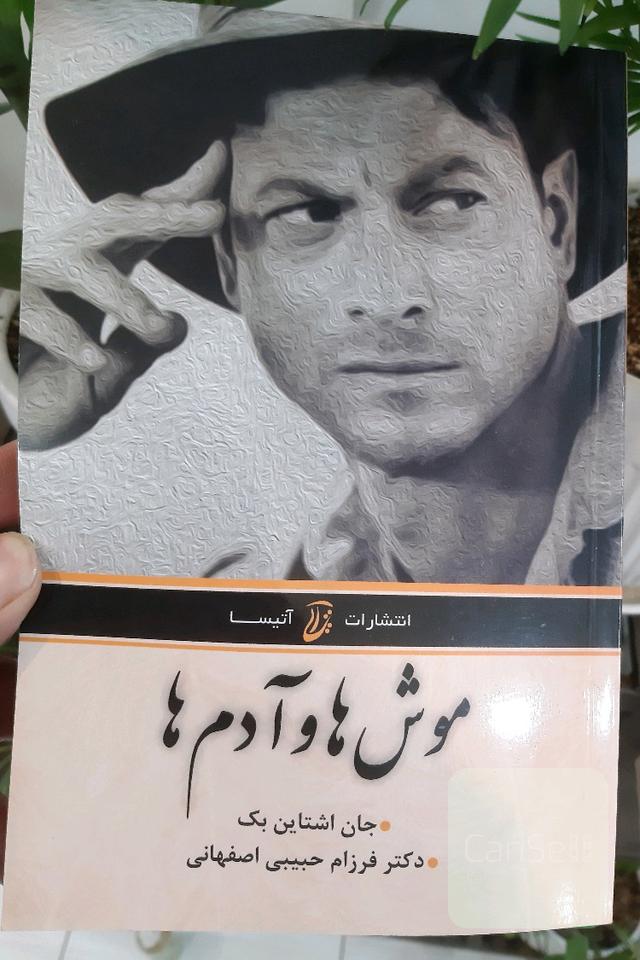 انتشارات آتیسا
موش ها و آدم ها
جان اشتاین بک
دکتر فرزام حبیبی اصفهانی